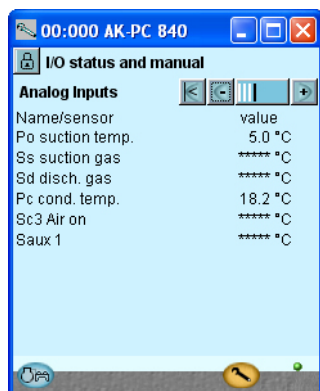 00:000 AK-PC 840
I/O status and manual
Analog Inputs
Name/sensor value
Po suction temp. 5.0 °C
Ss suction gas ***** °C
Sd disch. gas ***** °C
Pc cond. temp. 18.2 °C
Sc3 Air on ***** °C
Saux 1 ***** °C